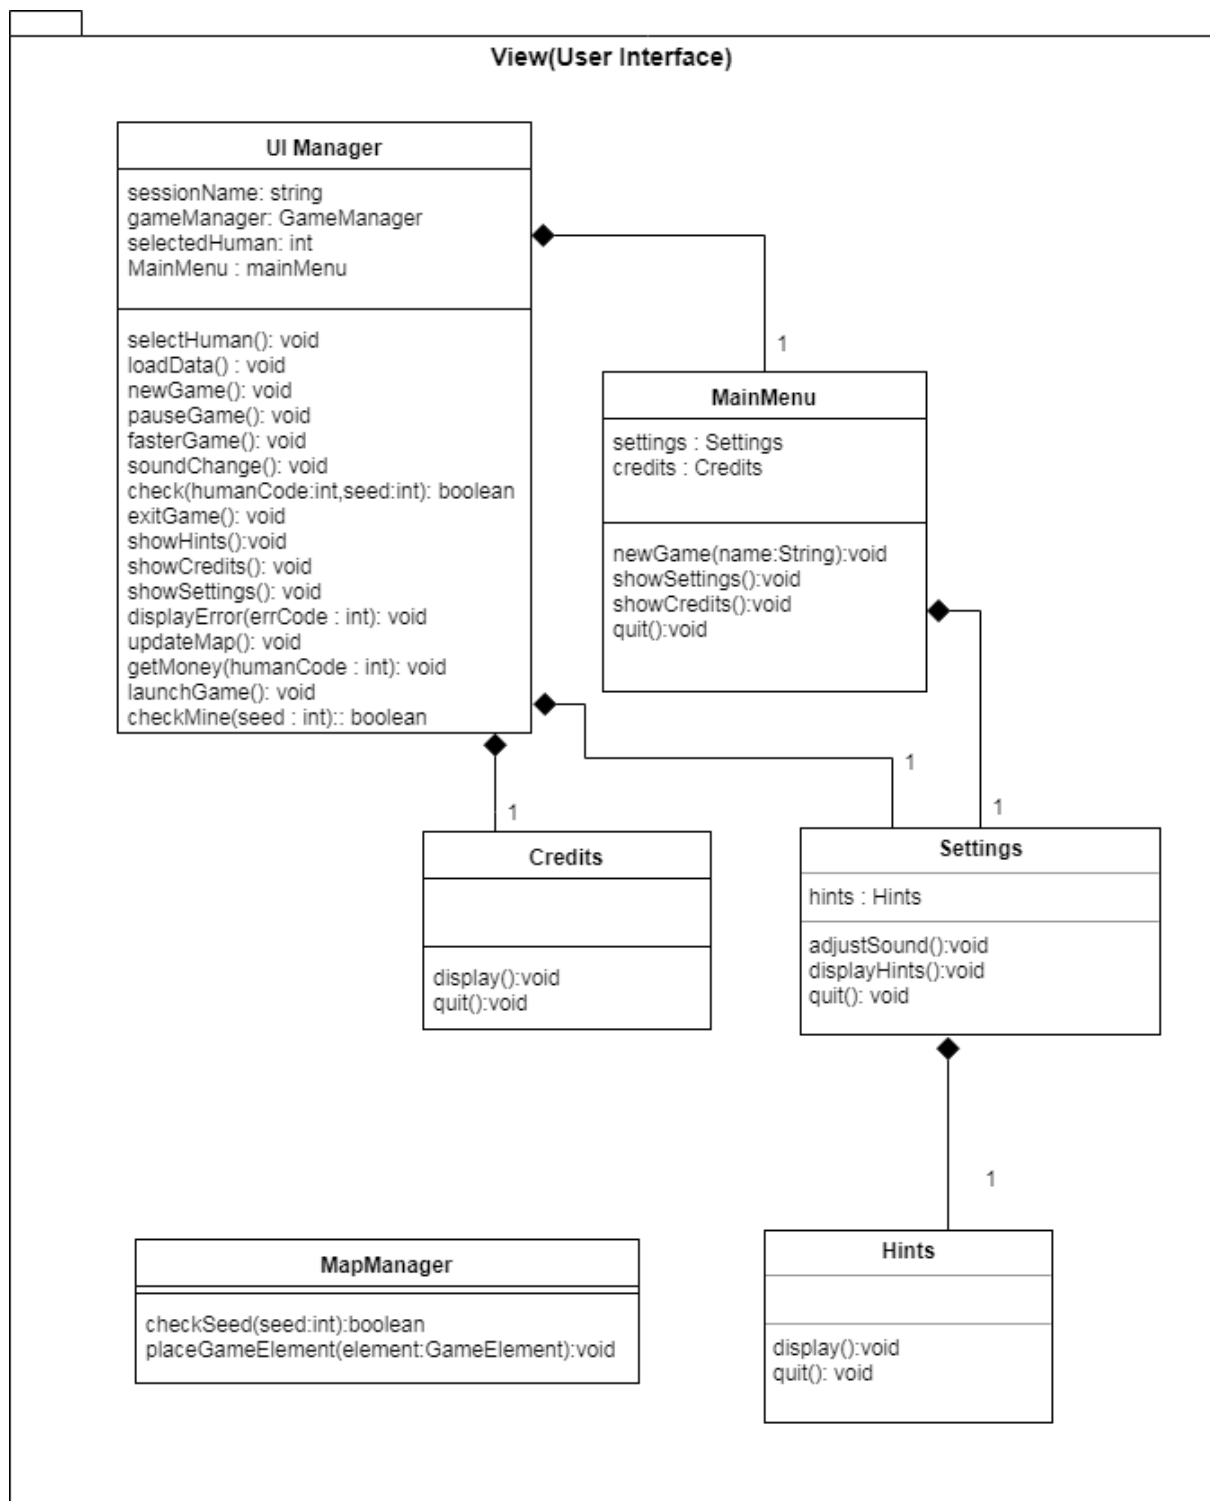 View(User Interface)
UI Manager
sessionName: string
gameManager: GameManager
selectedHuman: int
MainMenu : mainMenu
selectHuman(): void
loadData() : void
newGame(): void
pauseGame(): void
fasterGame(): void
soundChange(): void
check(humanCode:int,seed:int): boolean
exitGame(): void
showHints():void
showCredits(): void
showSettings(): void
displayError(errCode : int): void
updateMap(): void
getMoney(humanCode : int): void
launchGame(): void
checkMine(seed : int):: boolean
1
MainMenu
settings : Settings
credits : Credits
newGame(name:String):void
showSettings():void
showCredits():void
quit():void
1
1
1
Credits
display():void
quit():void
Settings
hints : Hints
adjustSound():void
displayHints():void
quit(): void
1
MapManager
checkSeed(seed:int):boolean
placeGameElement(element:GameElement):void
Hints
display():void
quit(): void